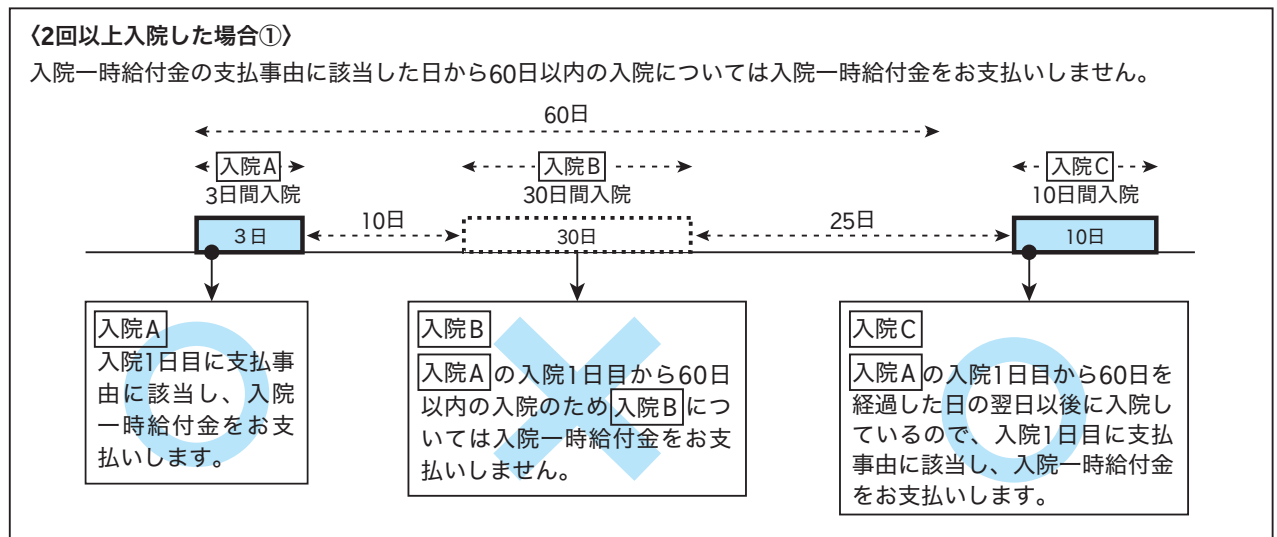 〈2回以上入院した場合①〉
入院一時給付金の支払事由に該当した日から60日以内の入院については入院一時給付金をお支払いしません。
60日
入院A
3日間入院
入院B
30日間入院
入院C
10日間入院
3日
10日
30日
25日
10日
入院A
入院1日目に支払事
由に該当し、入院
一時給付金をお支
払いします。
入院B
入院Aの入院1日目から60日
以内の入院のため入院Bにつ
いては入院一時給付金をお支
払いしません。
入院C
入院Aの入院1日目から60日を
経過した日の翌日以後に入院し
ているので、入院1日目に支払
事由に該当し、入院一時給付金
をお支払いします。